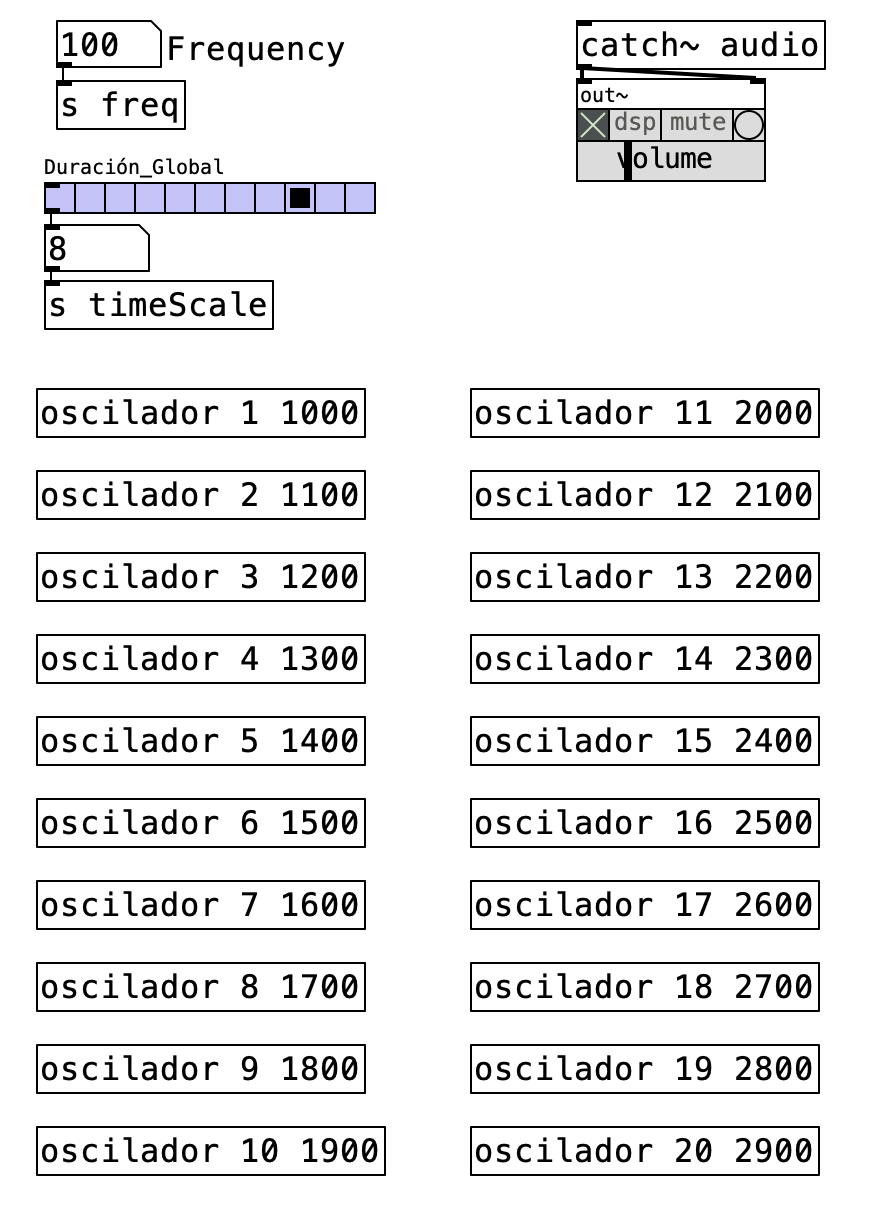 100 Frequency
s freq
Duración_Global
8
s timeScale
catch~ audio
out~
dsp mute
volume
oscilador 1 1000
oscilador 2 1100
oscilador 3 1200
oscilador 4 1300
oscilador 5 1400
oscilador 6 1500
oscilador 7 1600
oscilador 8 1700
oscilador 9 1800
oscilador 10 1900
oscilador 11 2000
oscilador 12 2100
oscilador 13 2200
oscilador 14 2300
oscilador 15 2400
oscilador 16 2500
oscilador 17 2600
oscilador 18 2700
oscilador 19 2800
oscilador 20 2900